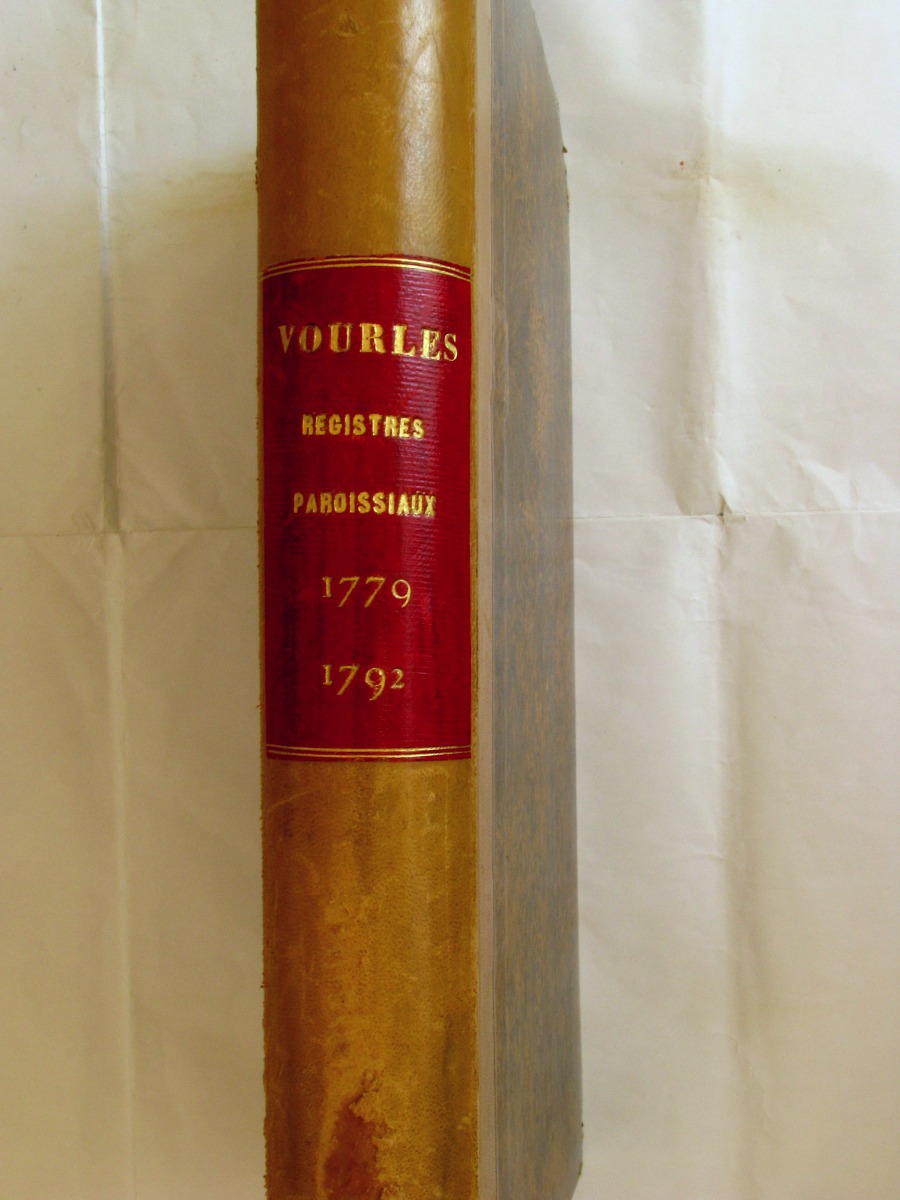 VOURLES
REGISTRES
PAROISSIAUX
1779
1792